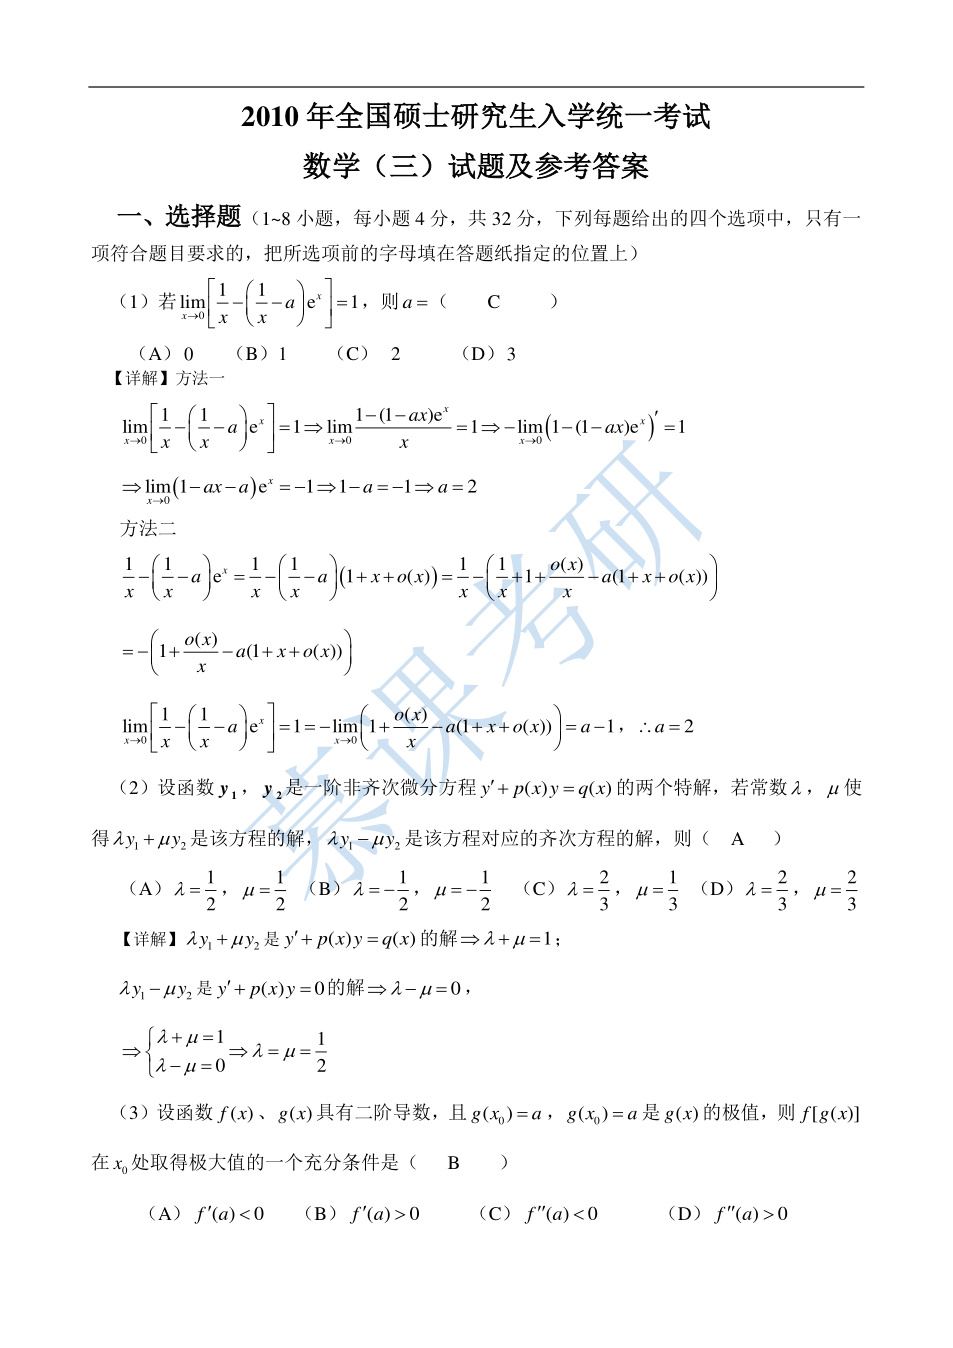 2010 年全国硕士研究生入学统一考试
数学（三）试题及参考答案
一、选择题（1~8 小题，每小题 4 分，共 32 分，下列每题给出的四个选项中，只有一
项符合题目要求的，把所选项前的字母填在答题纸指定的位置上）
（1）若 lim_{x→0}[1/x−(1/x−a)e^x]=1，则 a=（ C ）
（A）0 （B）1 （C） 2 （D）3
【详解】方法一
lim_{x→0}[1/x−(1/x−a)e^x]=1⇒lim_{x→0} (1−(1−ax)e^x)/x=1⇒−lim_{x→0}(1−(1−ax)e^x)′=1
⇒lim_{x→0}(1−ax−a)e^x=−1⇒1−a=−1⇒a=2
方法二
1/x−(1/x−a)e^x=1/x−(1/x−a)(1+x+o(x))=1/x−(1/x+1+o(x)/x−a(1+x+o(x)))
=−(1+o(x)/x−a(1+x+o(x)))
lim_{x→0}[1/x−(1/x−a)e^x]=1=−lim_{x→0}(1+o(x)/x−a(1+x+o(x)))=a−1，∴a=2
（2）设函数 y₁，y₂是一阶非齐次微分方程 y′+p(x)y=q(x) 的两个特解，若常数 λ，μ 使
得 λy₁+μy₂ 是该方程的解，λy₁−μy₂ 是该方程对应的齐次方程的解，则（ A ）
（A）λ=1/2，μ=1/2 （B）λ=−1/2，μ=−1/2 （C）λ=2/3，μ=1/3 （D）λ=2/3，μ=2/3
【详解】λy₁+μy₂ 是 y′+p(x)y=q(x) 的解⇒λ+μ=1；
λy₁−μy₂ 是 y′+p(x)y=0的解⇒λ−μ=0，
⇒{λ+μ=1 λ−μ=0⇒λ=μ=1/2
（3）设函数 f(x)、g(x) 具有二阶导数，且 g(x₀)=a，g(x₀)=a 是 g(x) 的极值，则 f[g(x)]
在 x₀ 处取得极大值的一个充分条件是（ B ）
（A） f′(a)<0 （B） f′(a)>0 （C） f″(a)<0 （D） f″(a)>0
慕课考研